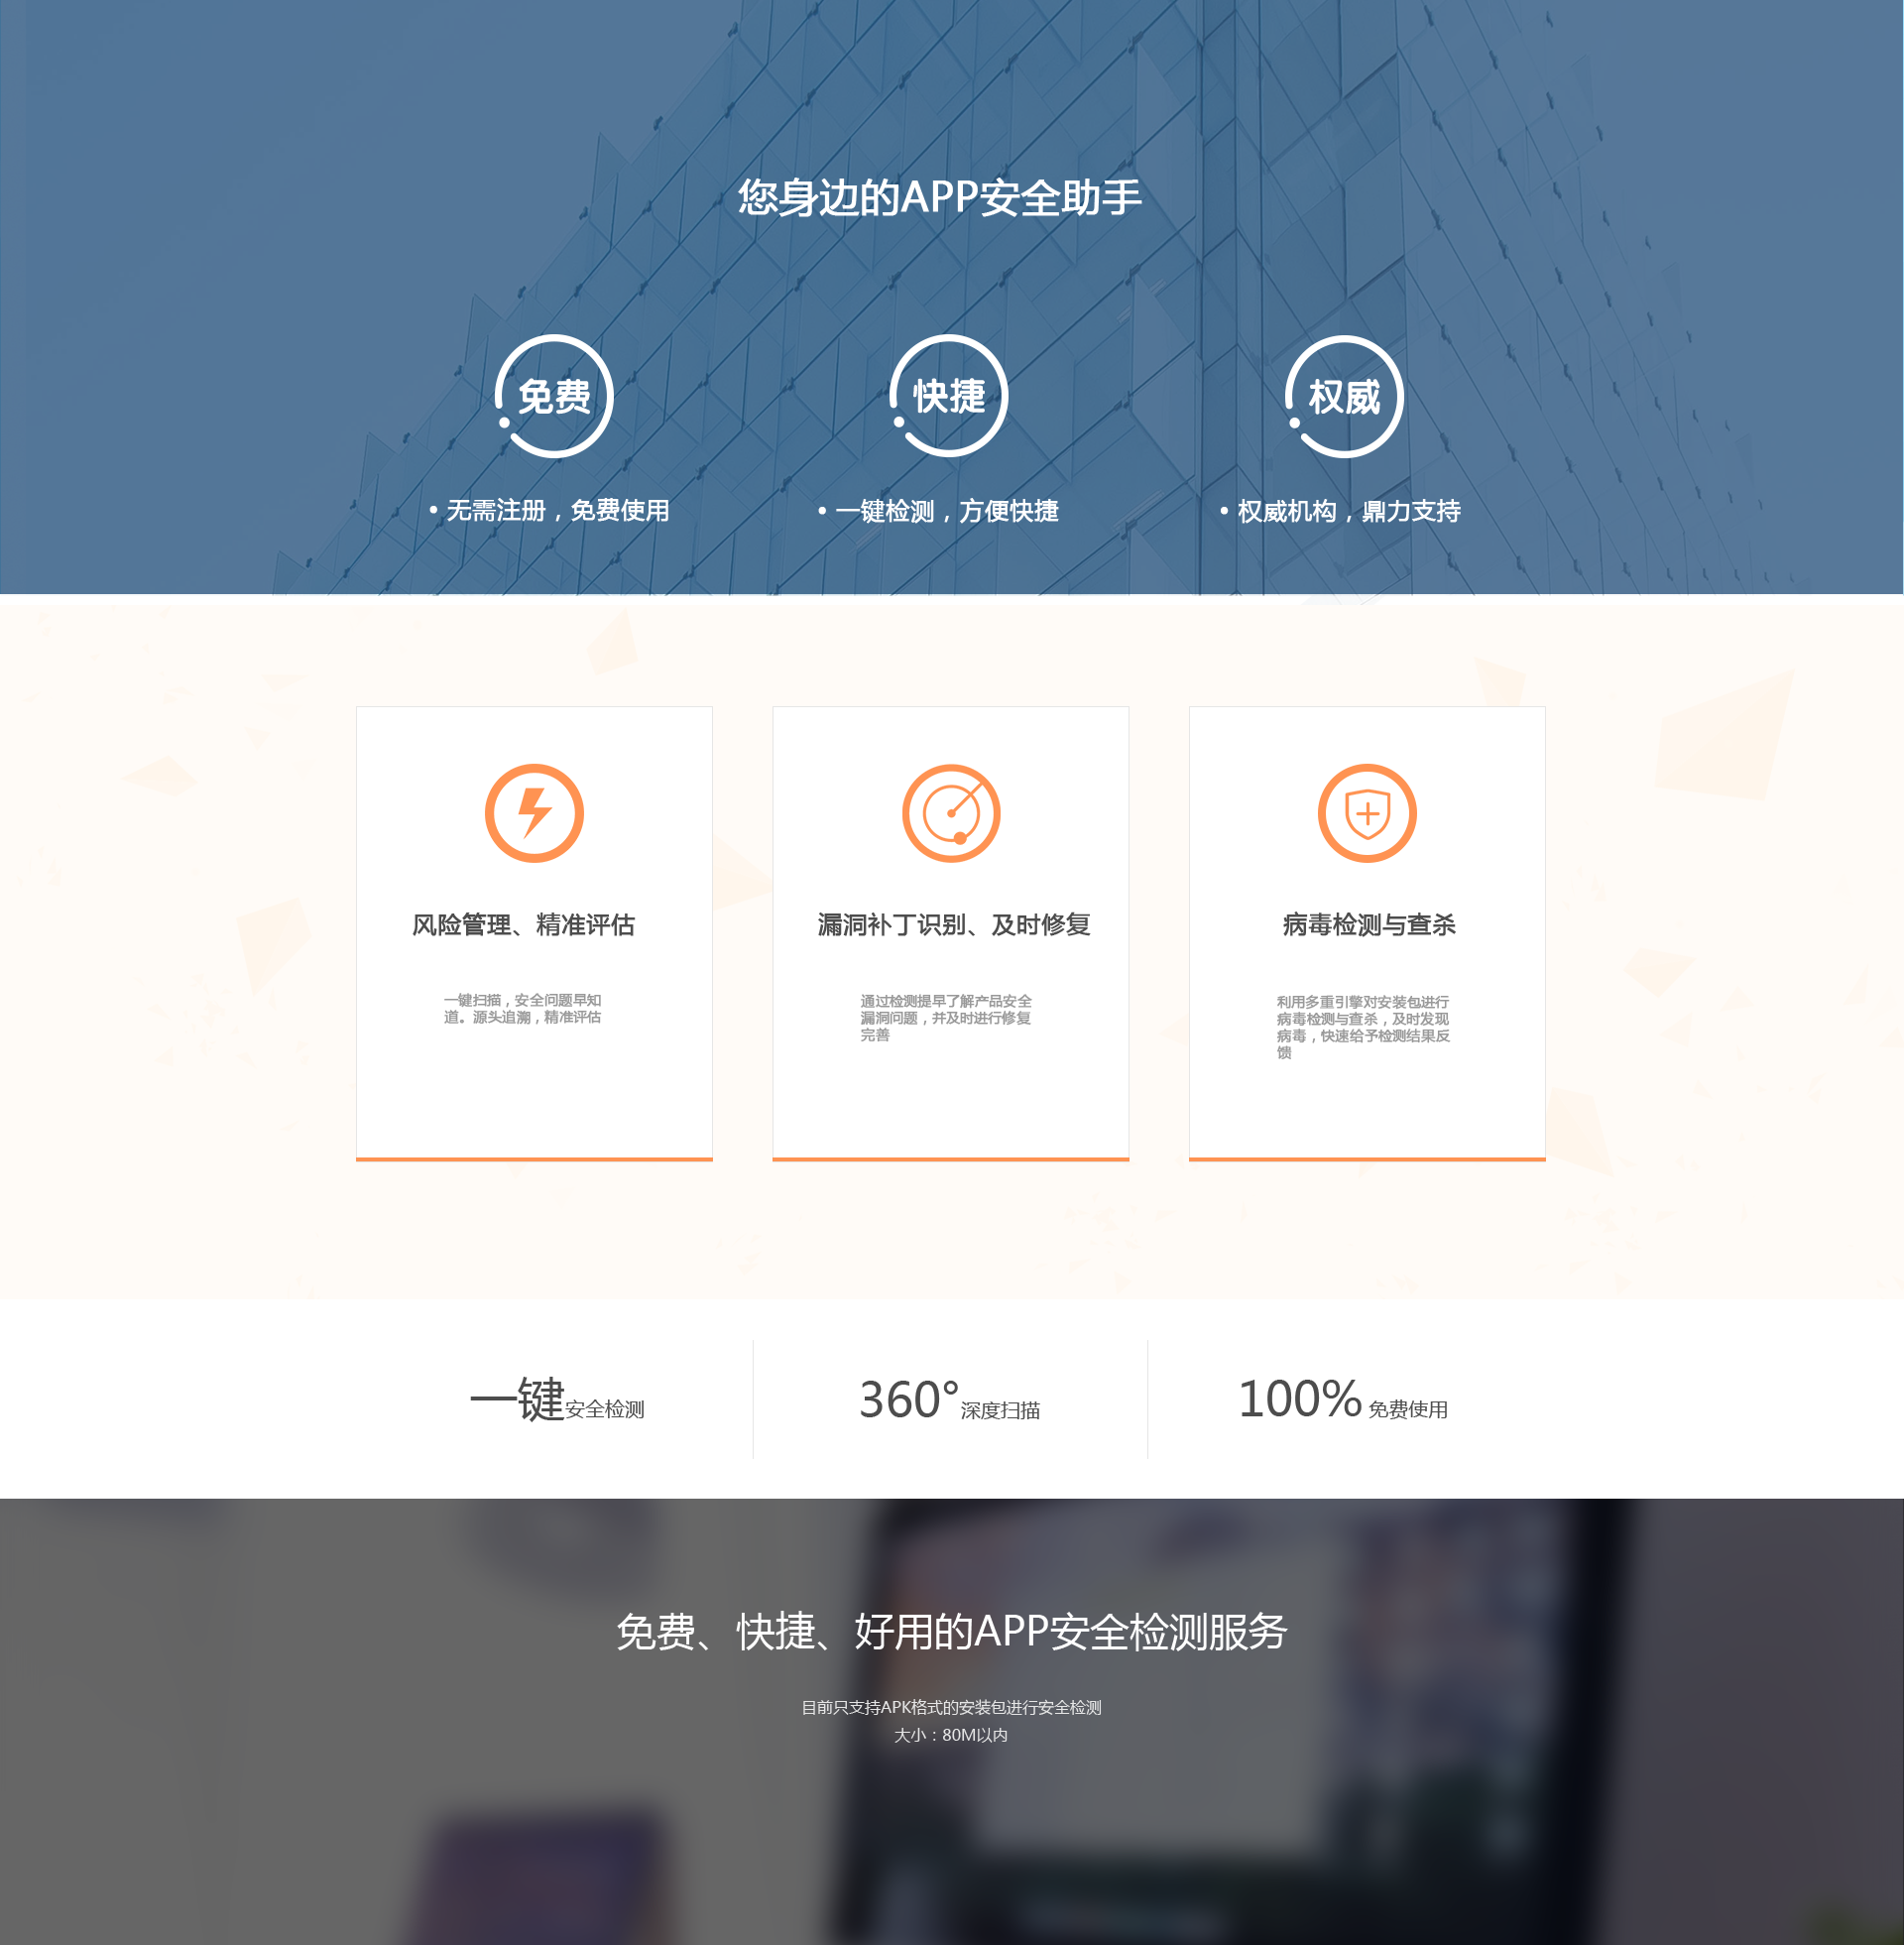 您身边的APP安全助手
免费
快捷
权威
• 无需注册，免费使用
• 一键检测，方便快捷
• 权威机构，鼎力支持
风险管理、精准评估
一键扫描，安全问题早知
道。源头追溯，精准评估
漏洞补丁识别、及时修复
通过检测提早了解产品安全
漏洞问题，并及时进行修复
完善
病毒检测与查杀
利用多重引擎对安装包进行
病毒检测与查杀，及时发现
病毒，快速给予检测结果反
馈
一键安全检测
360°深度扫描
100% 免费使用
免费、快捷、好用的APP安全检测服务
目前只支持APK格式的安装包进行安全检测
大小：80M以内